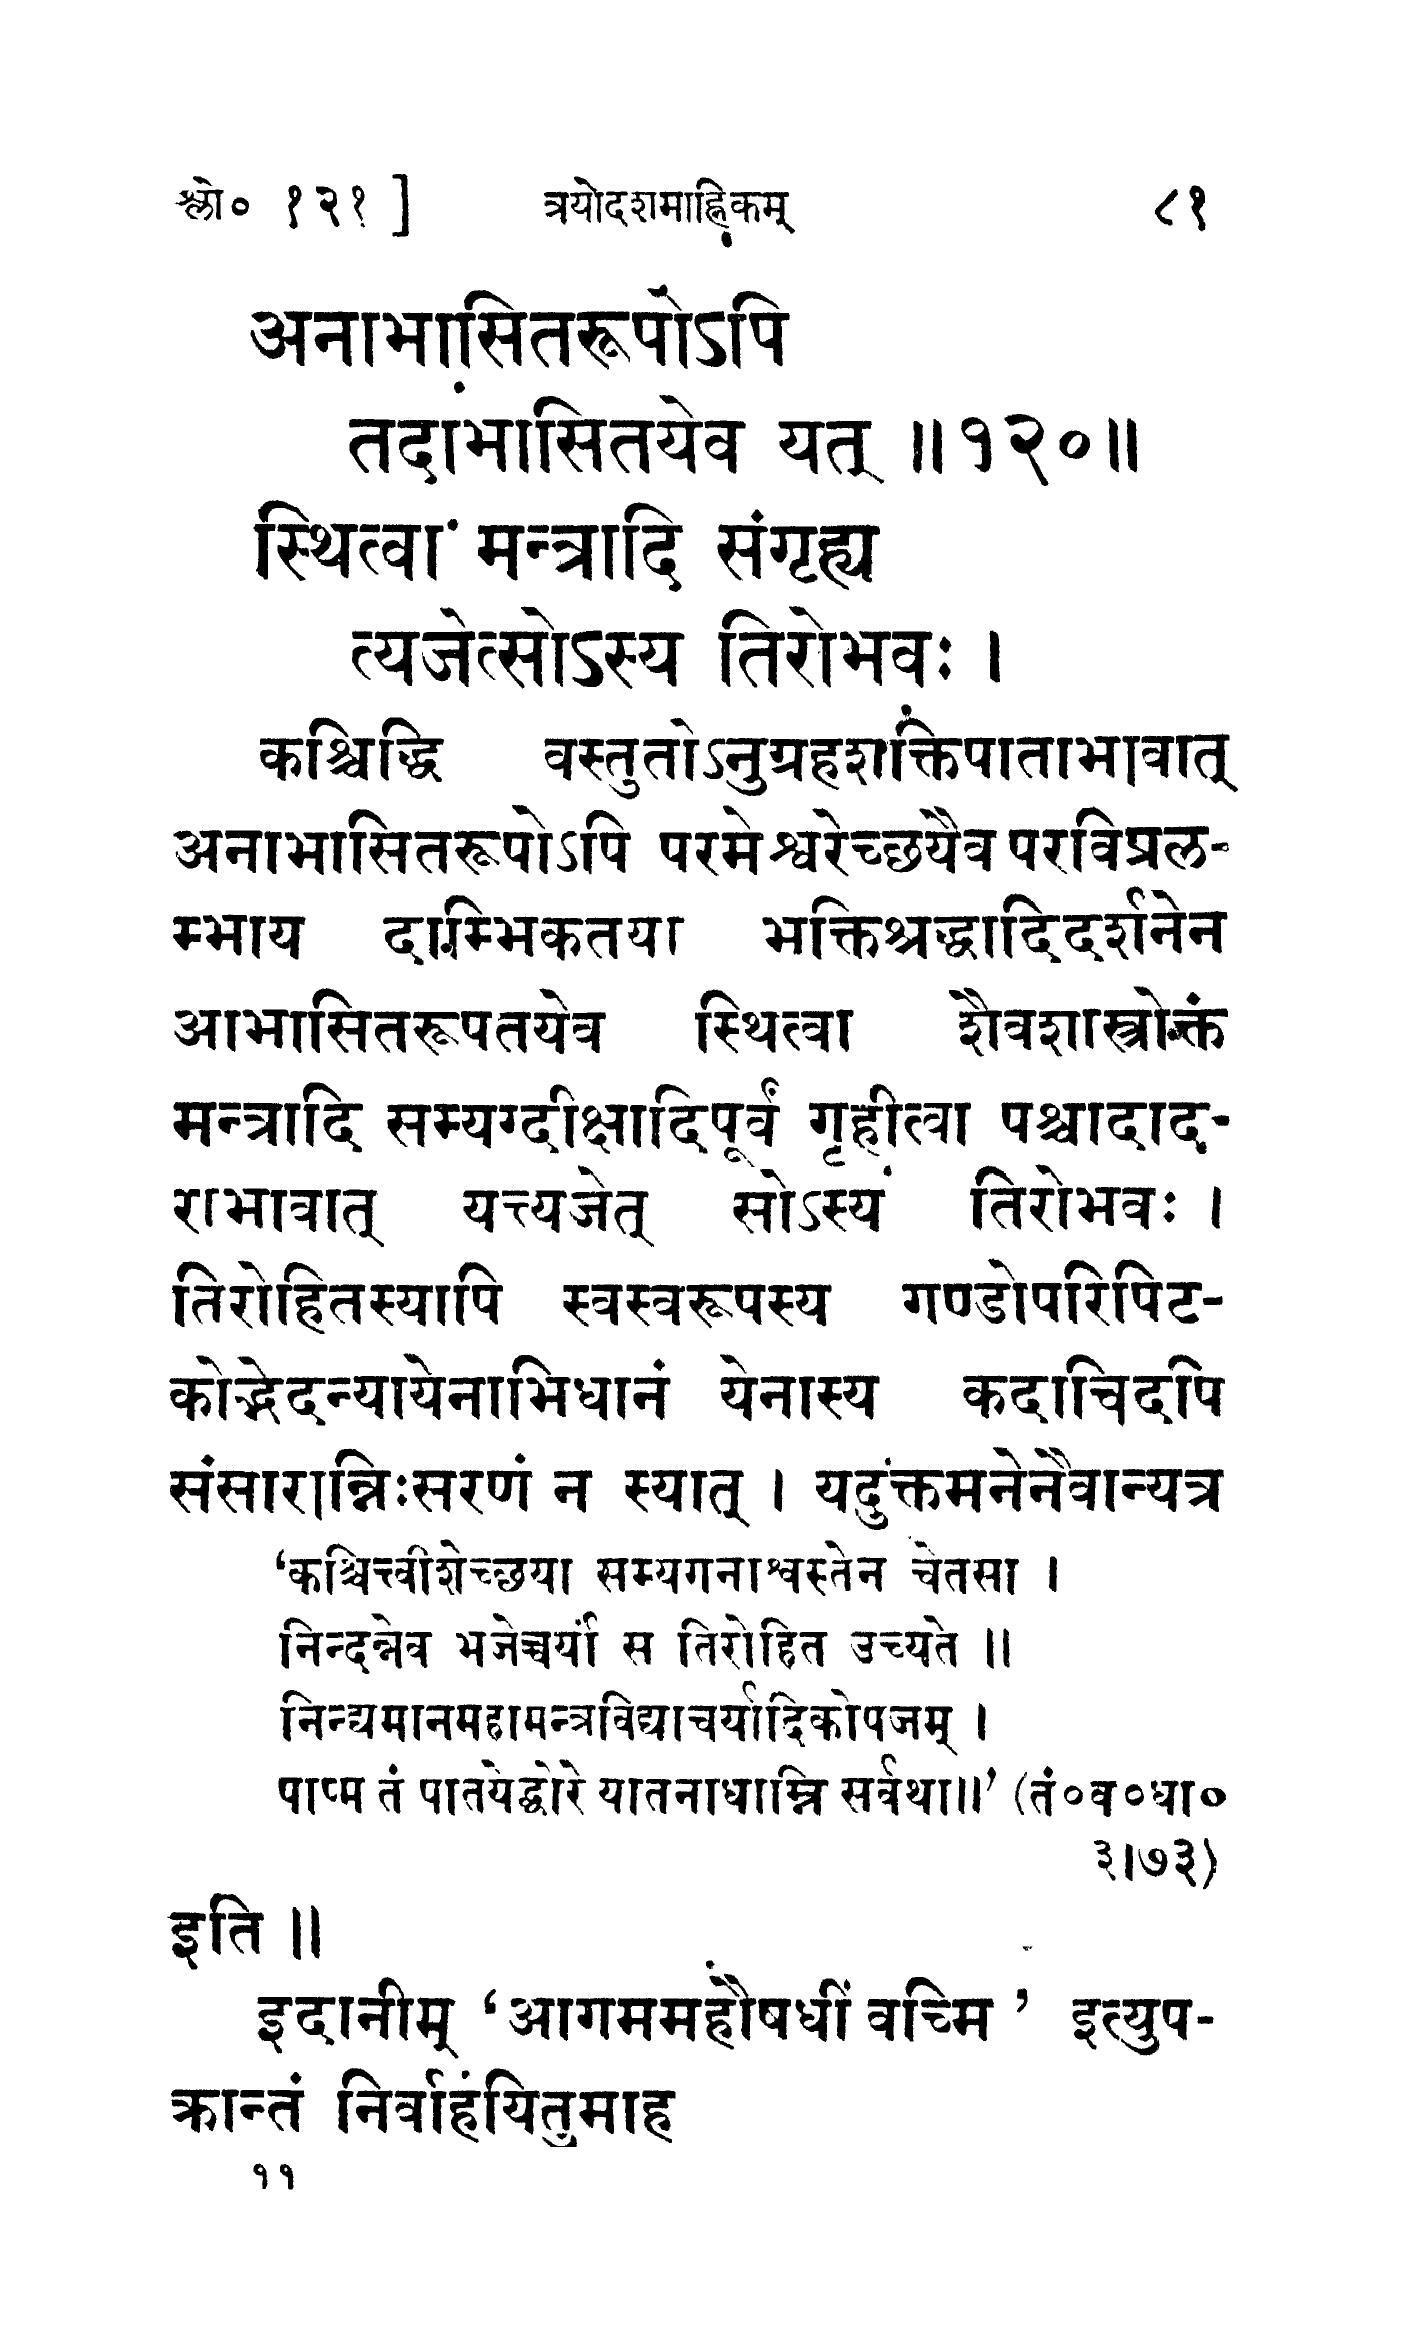 श्लो० १२१ ] त्रयोदशमाह्निकम् ८१
अनाभासितरूपोऽपि
तदाभासितयेव यत् ॥१२०॥
स्थित्वा मन्त्रादि संगृह्य
त्यजेत्सोऽस्य तिरोभवः ।
कश्चिद्धि वस्तुतोऽनुग्रहशक्तिपाताभावात्
अनाभासितरूपोऽपि परमेश्वरेच्छयैव परविप्रल-
म्भाय दाम्भिकतया भक्तिश्रद्धादिदर्शनेन
आभासितरूपतयेव स्थित्वा शैवशास्त्रोक्तं
मन्त्रादि सम्यग्दीक्षादिपूर्वं गृहीत्वा पश्चादाद-
राभावात् यत्त्यजेत् सोऽस्य तिरोभवः ।
तिरोहितस्यापि स्वस्वरूपस्य गण्डोपरिपिट-
कोद्भेदन्यायेनाभिधानं येनास्य कदाचिदपि
संसारान्निःसरणं न स्यात् । यदुक्तमनेनैवान्यत्र
‘कश्चित्त्वीशेच्छया सम्यगनाश्वस्तेन चेतसा ।
निन्दन्नेव भजेच्चर्यां स तिरोहित उच्यते ॥
निन्द्यमानमहामन्त्रविद्याचर्यादिकोपजम् ।
पाप्म तं पातयेद्घोरे यातनाधाम्नि सर्वथा॥’ (तं०व०धा०
३।७३)
इति ॥
इदानीम् ‘आगममहौषधीं वच्मि ’ इत्युप-
क्रान्तं निर्वाहयितुमाह
११